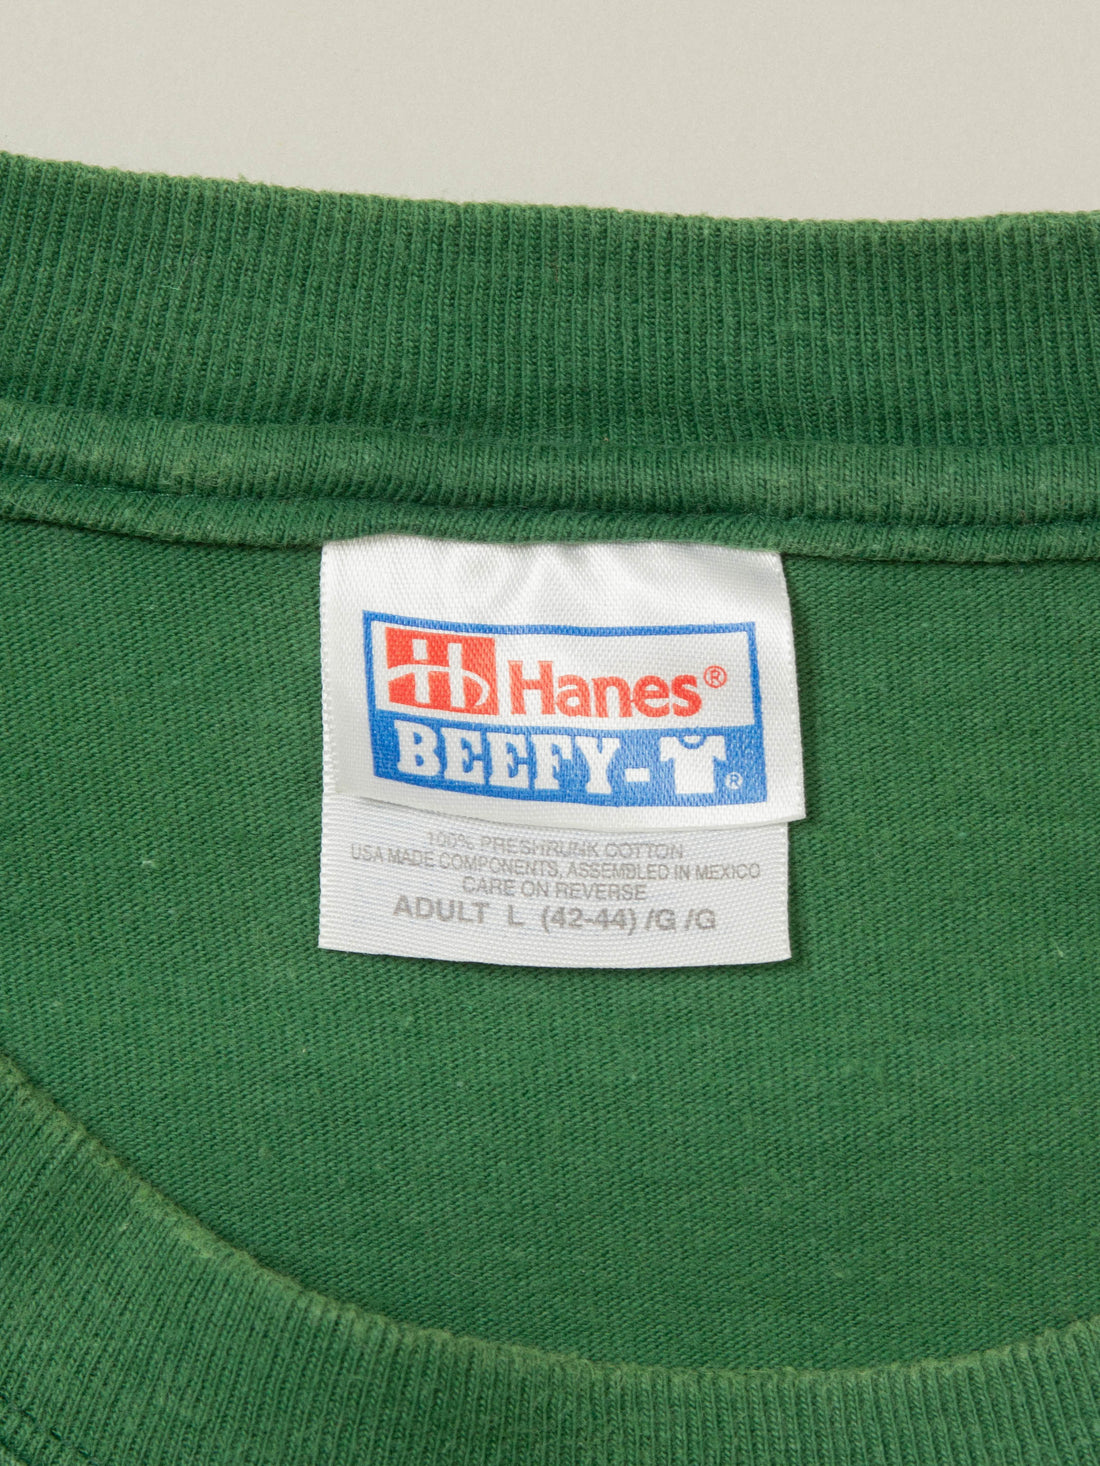 Hanes®
BEEFY-T®
100% PRESHRUNK COTTON
USA MADE COMPONENTS, ASSEMBLED IN MEXICO
CARE ON REVERSE
ADULT L (42-44) /G /G